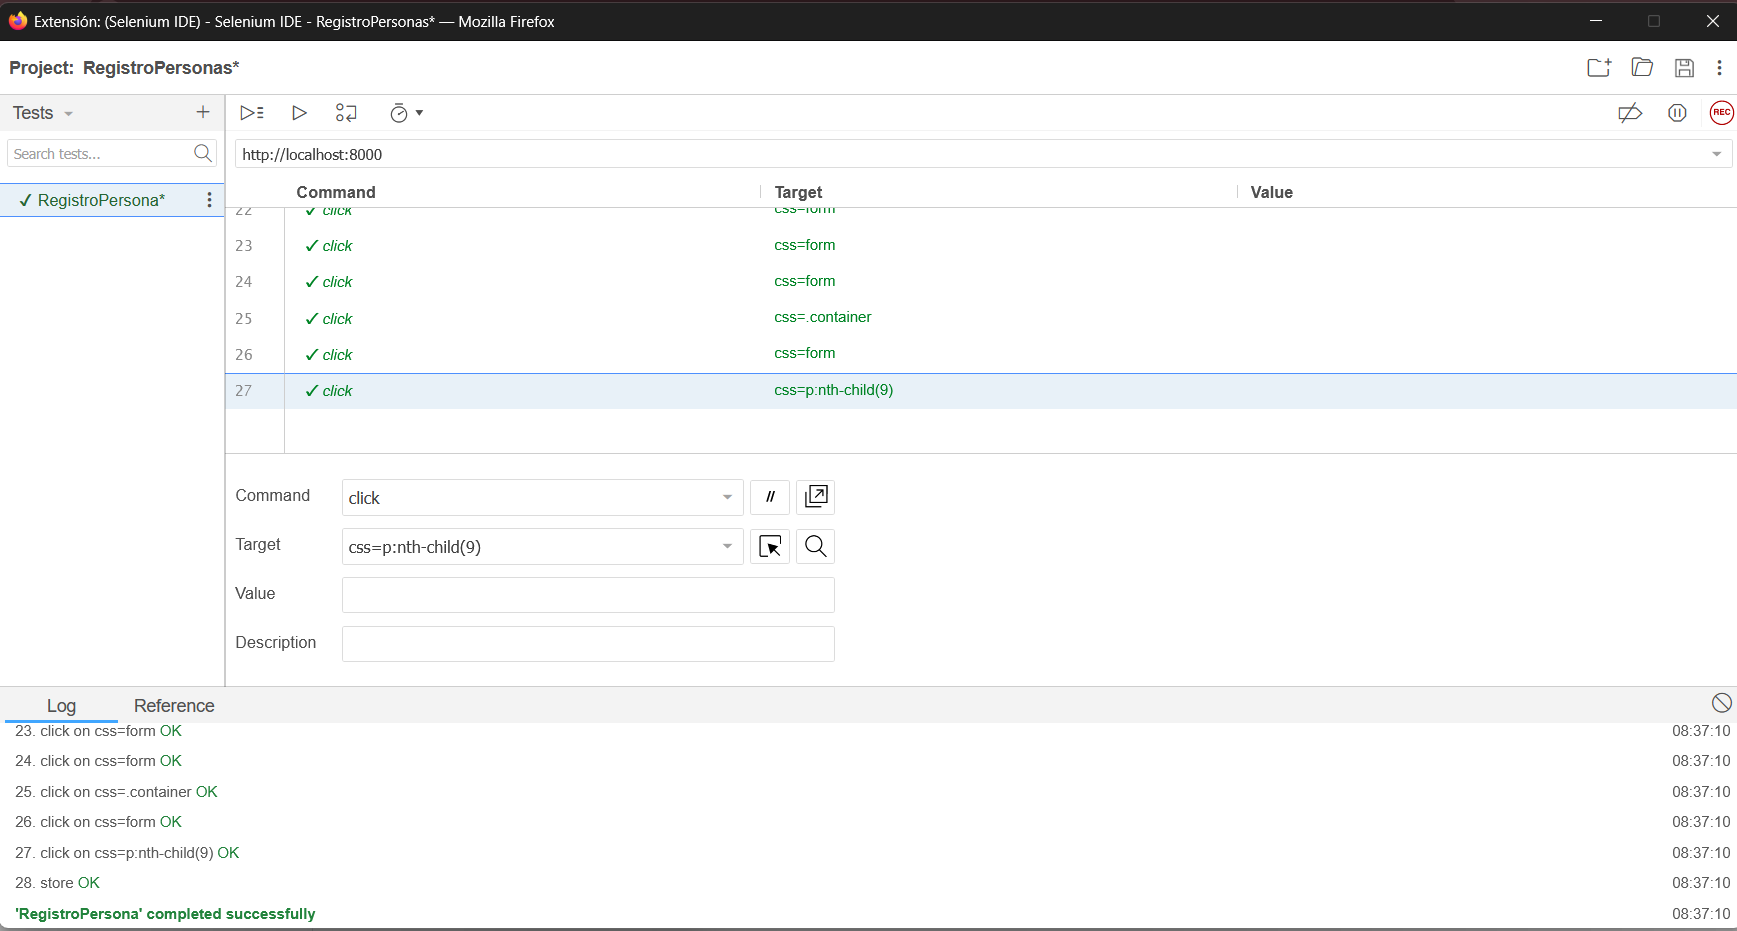 Extensión: (Selenium IDE) - Selenium IDE - RegistroPersonas* — Mozilla Firefox
Project: RegistroPersonas*
Tests
+
REC
Search tests...
http://localhost:8000
Command Target Value
✓ RegistroPersona*
22 ✓ click css=form
23 ✓ click css=form
24 ✓ click css=form
25 ✓ click css=.container
26 ✓ click css=form
27 ✓ click css=p:nth-child(9)
Command click //
Target css=p:nth-child(9)
Value
Description
Log Reference
23. click on css=form OK 08:37:10
24. click on css=form OK 08:37:10
25. click on css=.container OK 08:37:10
26. click on css=form OK 08:37:10
27. click on css=p:nth-child(9) OK 08:37:10
28. store OK 08:37:10
'RegistroPersona' completed successfully 08:37:10